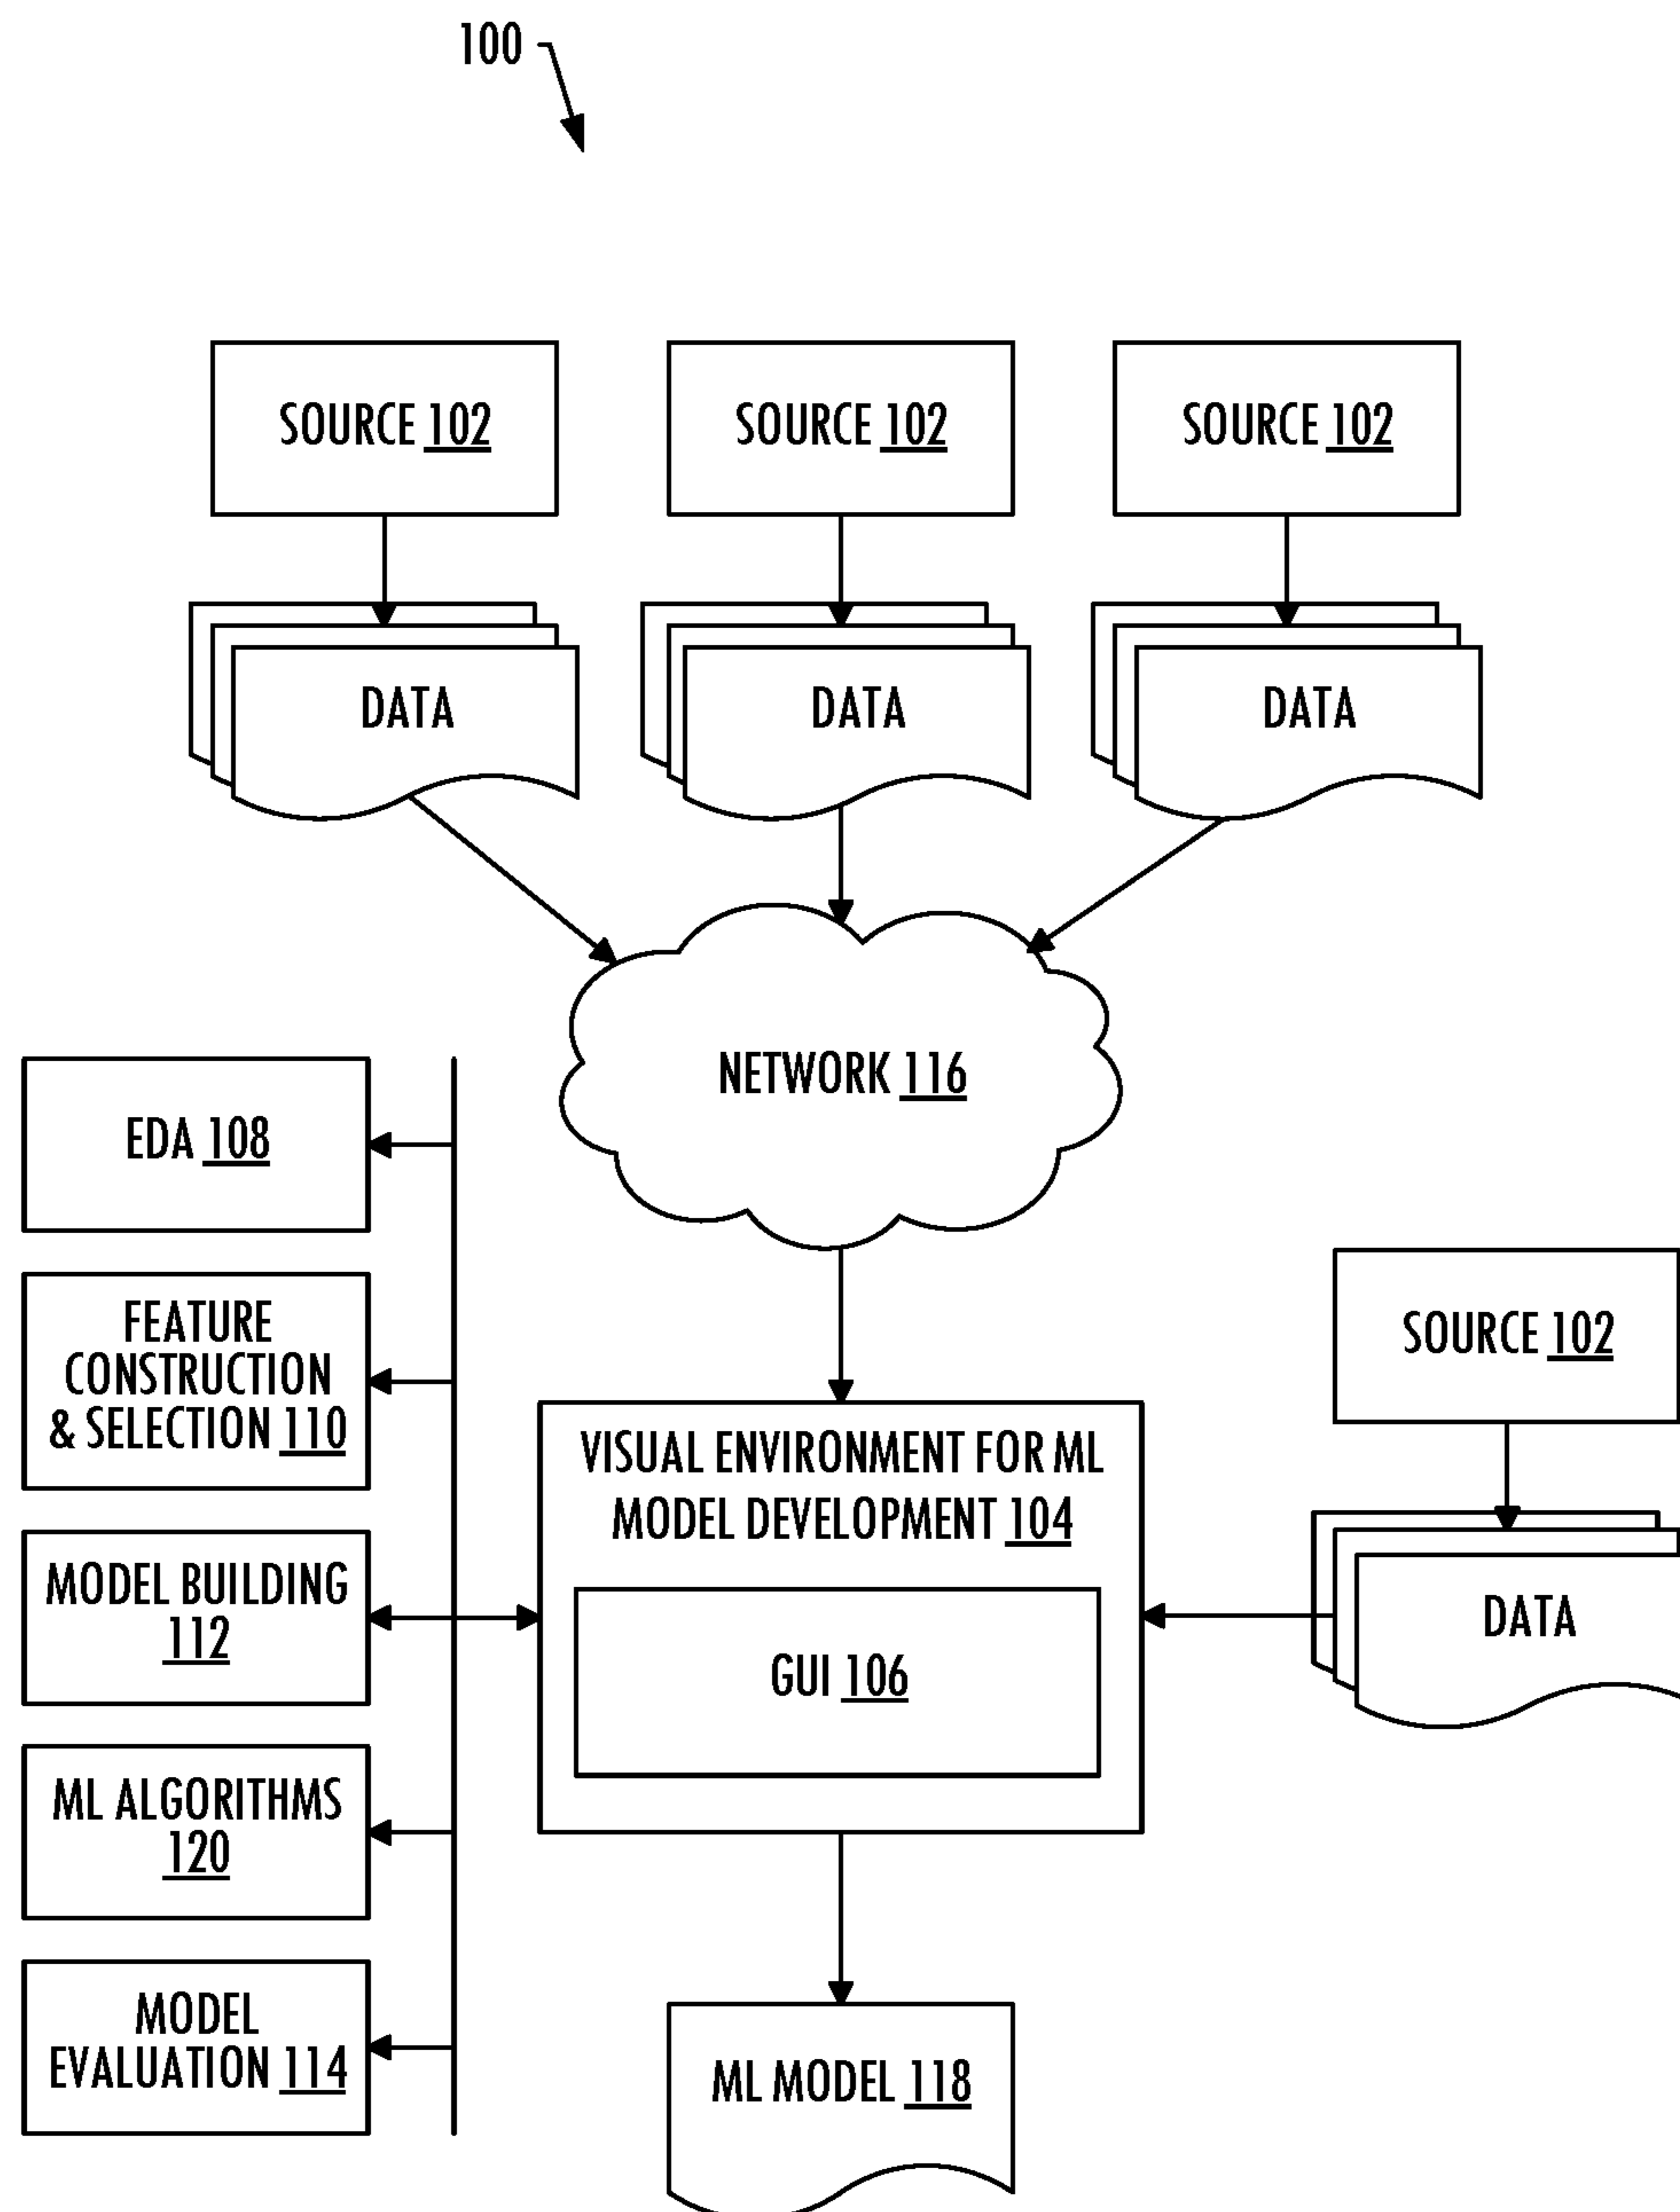 100
SOURCE 102
SOURCE 102
SOURCE 102
DATA
DATA
DATA
NETWORK 116
EDA 108
FEATURE
CONSTRUCTION
& SELECTION 110
MODEL BUILDING
112
ML ALGORITHMS
120
MODEL
EVALUATION 114
VISUAL ENVIRONMENT FOR ML
MODEL DEVELOPMENT 104
GUI 106
SOURCE 102
DATA
ML MODEL 118